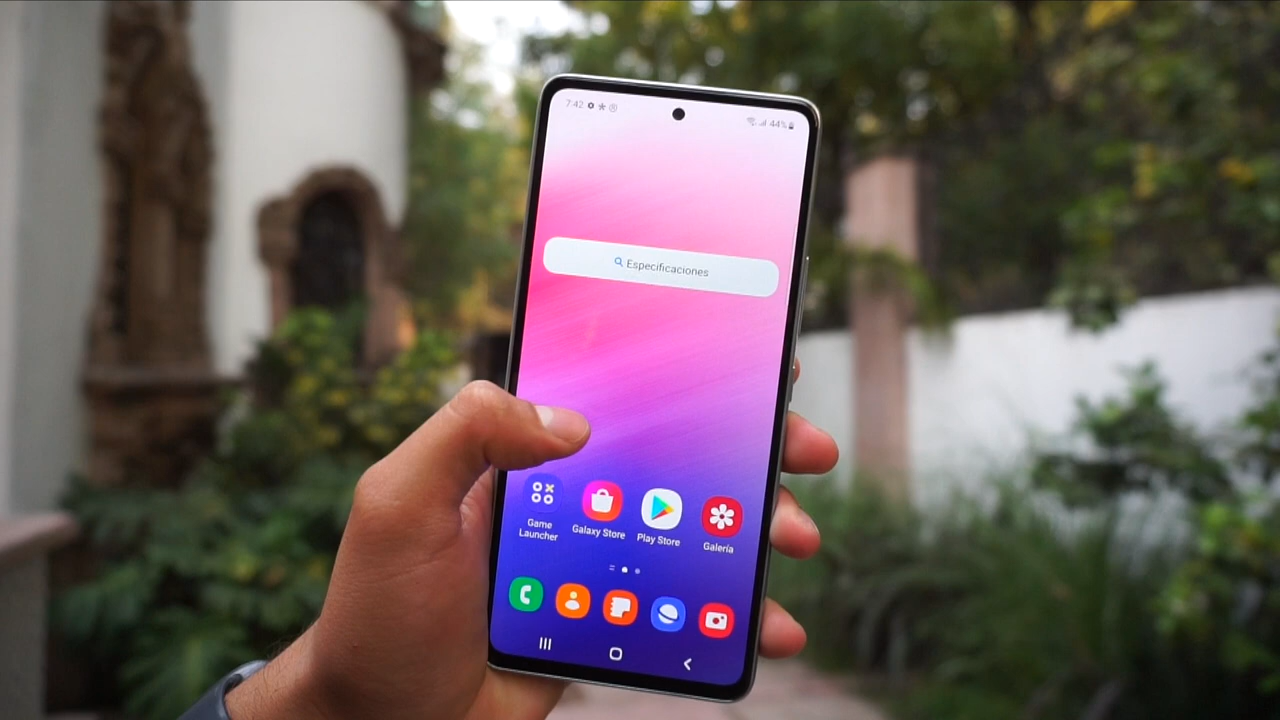 7:42
44%
Especificaciones
Game
Launcher
Galaxy Store
Play Store
Galería